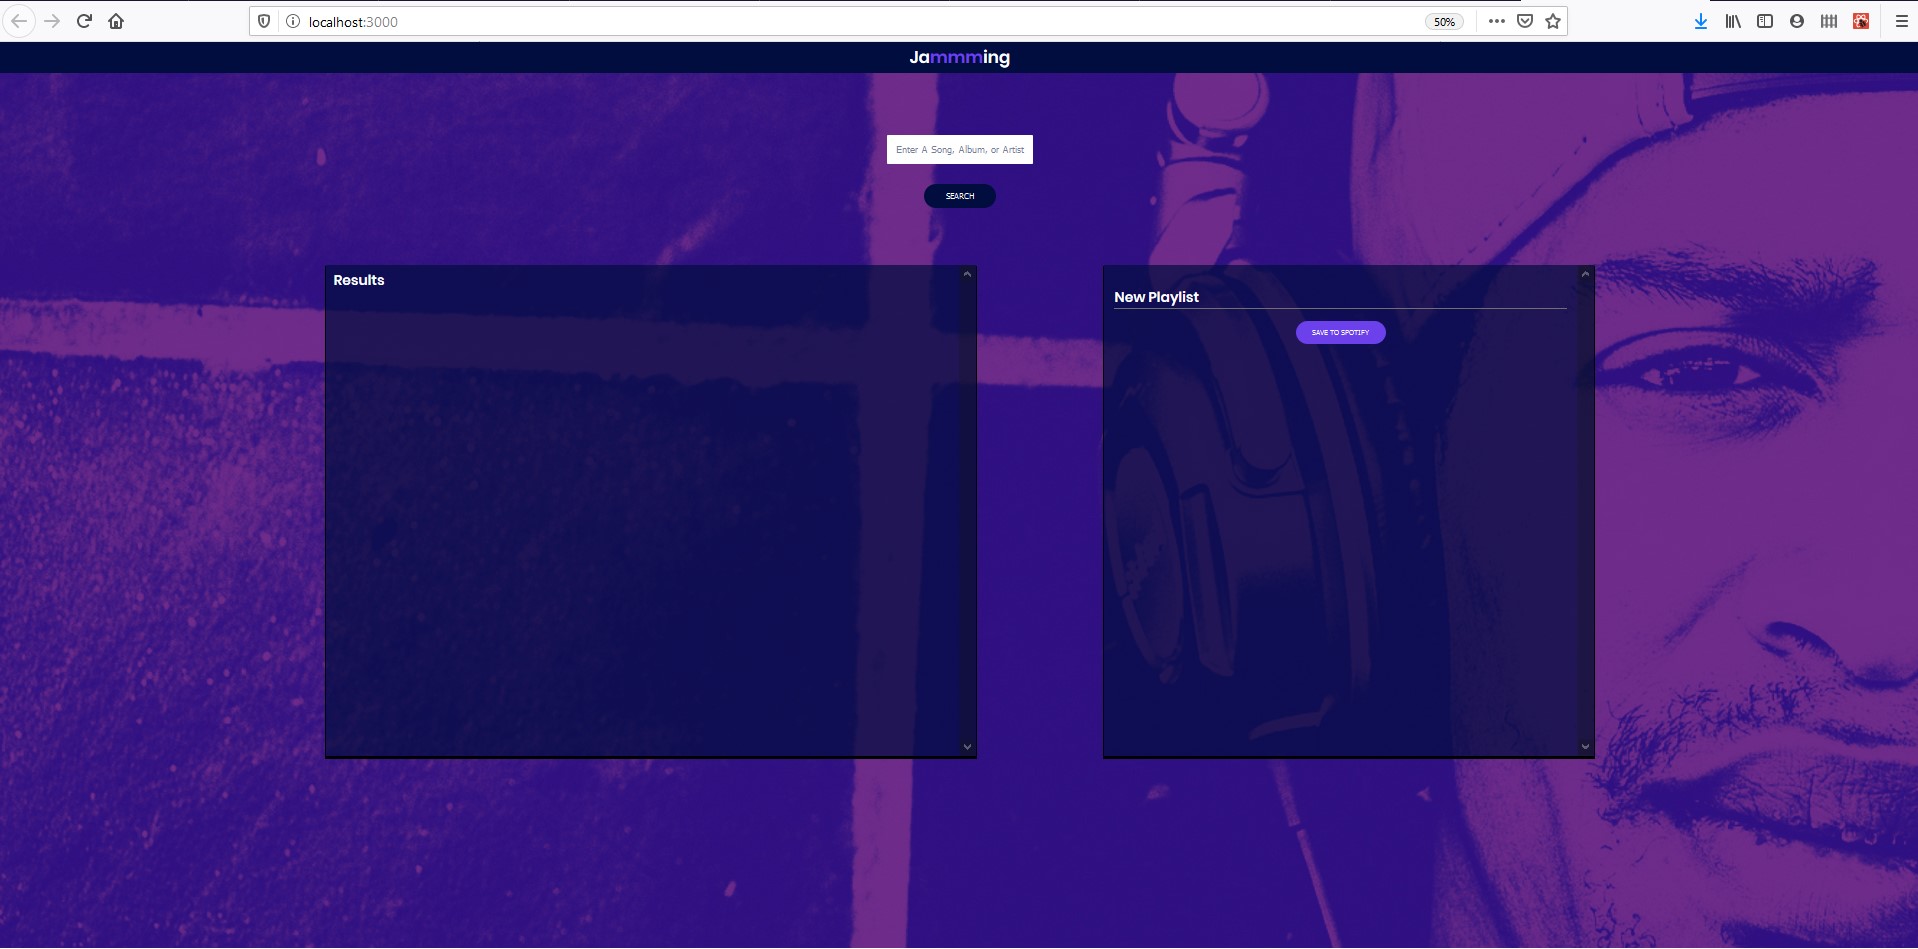 localhost:3000
50%
Jammming
Enter A Song, Album, or Artist
SEARCH
Results
New Playlist
SAVE TO SPOTIFY